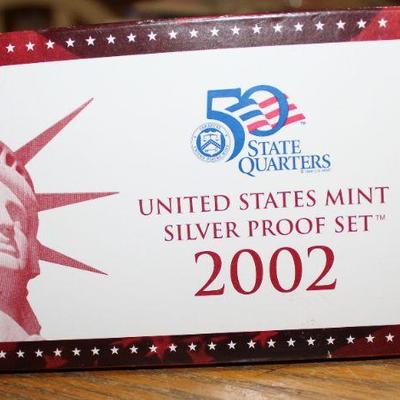 50
STATE
QUARTERS
UNITED STATES MINT
SILVER PROOF SET™
2002